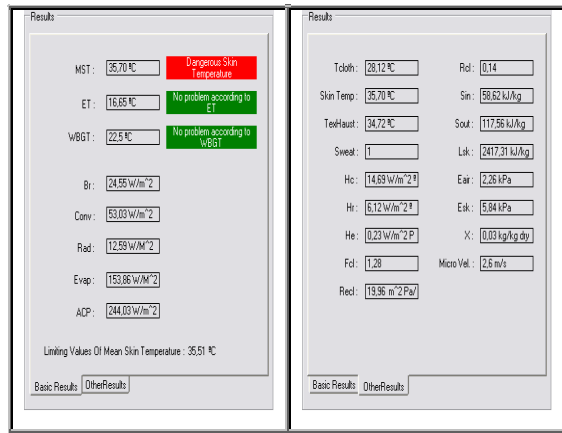 Results
MST : 35,70 ºC Dangerous Skin Temperature
ET : 16,65 ºC No problem according to ET
WBGT : 22,5 ºC No problem according to WBGT
Br : 24,55 W/m^2
Conv : 53,03 W/m^2
Rad : 12,59 W/M^2
Evap : 153,86 W/M^2
ACP : 244,03 W/m^2
Limiting Values Of Mean Skin Temperature : 35,51 ºC
Basic Results OtherResults
Results
Tcloth : 28,12 ºC Rcl : 0,14
Skin Temp : 35,70 ºC Sin : 58,62 kJ/kg
TexHaust : 34,72 ºC Sout : 117,56 kJ/kg
Sweat : 1 Lsk : 2417,31 kJ/kg
Hc : 14,69 W/m^2 º Eair : 2,26 kPa
Hr : 6,12 W/m^2 º Esk : 5,84 kPa
He : 0,23 W/m^2 P X : 0,03 kg/kg dry
Fcl : 1,28 Micro Vel. : 2,6 m/s
Recl : 19,96 m^2 Pa/
Basic Results OtherResults